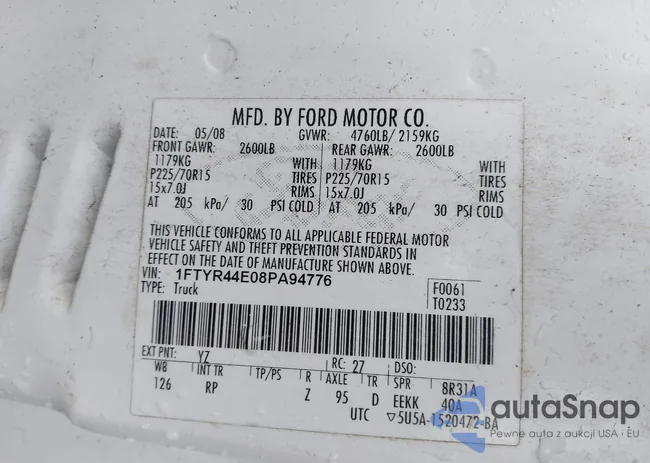 MFD. BY FORD MOTOR CO.
DATE: 05/08 GVWR: 4760LB/ 2159KG
FRONT GAWR: 2600LB REAR GAWR: 2600LB
1179KG WITH 1179KG WITH
P225/70R15 TIRES P225/70R15 TIRES
15x7.0J RIMS 15x7.0J RIMS
AT 205 kPa/ 30 PSI COLD AT 205 kPa/ 30 PSI COLD
THIS VEHICLE CONFORMS TO ALL APPLICABLE FEDERAL MOTOR
VEHICLE SAFETY AND THEFT PREVENTION STANDARDS IN
EFFECT ON THE DATE OF MANUFACTURE SHOWN ABOVE.
VIN: 1FTYR44E08PA94776 F0061
TYPE: Truck T0233
EXT PNT: YZ RC: 27 DSO:
WB INT TR TP/PS R AXLE TR SPR 8R31A
126 RP Z 95 D EEKK 40A
UTC ▽5U5A-1520472-BA
autaSnap
Pewne auto z aukcji USA i EU